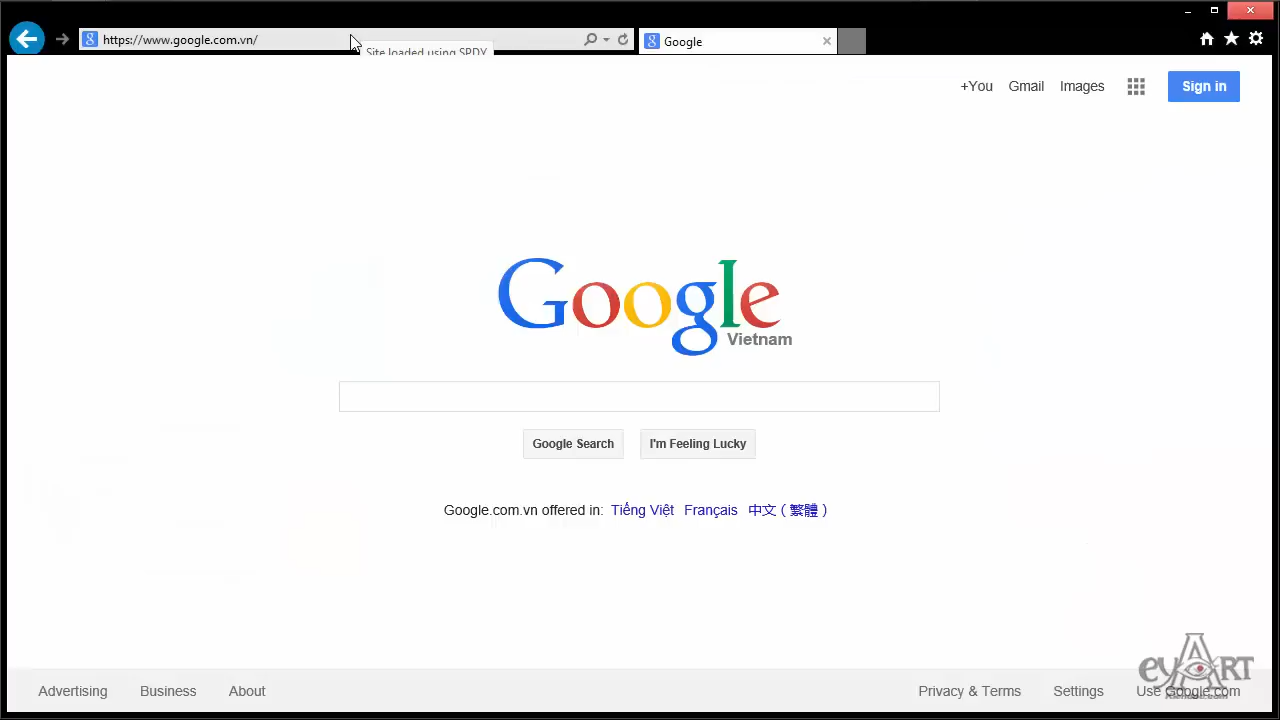 https://www.google.com.vn/
Google
Site loaded using SPDY
+You Gmail Images Sign in
Google
Vietnam
Google Search I'm Feeling Lucky
Google.com.vn offered in: Tiếng Việt Français 中文 ( 繁體 )
Advertising Business About Privacy & Terms Settings Use Google.com
eyART